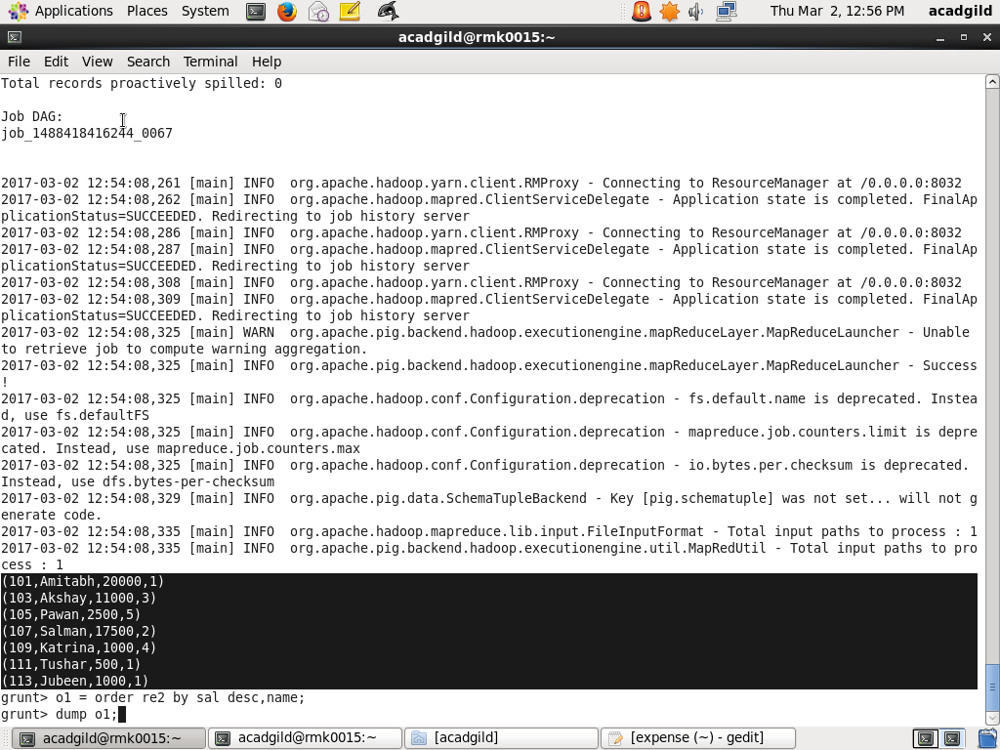 Applications Places System Thu Mar 2, 12:56 PM acadgild
acadgild@rmk0015:~
File Edit View Search Terminal Help
Total records proactively spilled: 0
Job DAG:
job_1488418416244_0067
2017-03-02 12:54:08,261 [main] INFO  org.apache.hadoop.yarn.client.RMProxy - Connecting to ResourceManager at /0.0.0.0:8032
2017-03-02 12:54:08,262 [main] INFO  org.apache.hadoop.mapred.ClientServiceDelegate - Application state is completed. FinalAp
plicationStatus=SUCCEEDED. Redirecting to job history server
2017-03-02 12:54:08,286 [main] INFO  org.apache.hadoop.yarn.client.RMProxy - Connecting to ResourceManager at /0.0.0.0:8032
2017-03-02 12:54:08,287 [main] INFO  org.apache.hadoop.mapred.ClientServiceDelegate - Application state is completed. FinalAp
plicationStatus=SUCCEEDED. Redirecting to job history server
2017-03-02 12:54:08,308 [main] INFO  org.apache.hadoop.yarn.client.RMProxy - Connecting to ResourceManager at /0.0.0.0:8032
2017-03-02 12:54:08,309 [main] INFO  org.apache.hadoop.mapred.ClientServiceDelegate - Application state is completed. FinalAp
plicationStatus=SUCCEEDED. Redirecting to job history server
2017-03-02 12:54:08,325 [main] WARN  org.apache.pig.backend.hadoop.executionengine.mapReduceLayer.MapReduceLauncher - Unable
to retrieve job to compute warning aggregation.
2017-03-02 12:54:08,325 [main] INFO  org.apache.pig.backend.hadoop.executionengine.mapReduceLayer.MapReduceLauncher - Success
!
2017-03-02 12:54:08,325 [main] INFO  org.apache.hadoop.conf.Configuration.deprecation - fs.default.name is deprecated. Instea
d, use fs.defaultFS
2017-03-02 12:54:08,325 [main] INFO  org.apache.hadoop.conf.Configuration.deprecation - mapreduce.job.counters.limit is depre
cated. Instead, use mapreduce.job.counters.max
2017-03-02 12:54:08,325 [main] INFO  org.apache.hadoop.conf.Configuration.deprecation - io.bytes.per.checksum is deprecated.
Instead, use dfs.bytes-per-checksum
2017-03-02 12:54:08,329 [main] INFO  org.apache.pig.data.SchemaTupleBackend - Key [pig.schematuple] was not set... will not g
enerate code.
2017-03-02 12:54:08,335 [main] INFO  org.apache.hadoop.mapreduce.lib.input.FileInputFormat - Total input paths to process : 1
2017-03-02 12:54:08,335 [main] INFO  org.apache.pig.backend.hadoop.executionengine.util.MapRedUtil - Total input paths to pro
cess : 1
(101,Amitabh,20000,1)
(103,Akshay,11000,3)
(105,Pawan,2500,5)
(107,Salman,17500,2)
(109,Katrina,1000,4)
(111,Tushar,500,1)
(113,Jubeen,1000,1)
grunt> o1 = order re2 by sal desc,name;
grunt> dump o1;
acadgild@rmk0015:~ acadgild@rmk0015:~ [acadgild] [expense (~) - gedit]